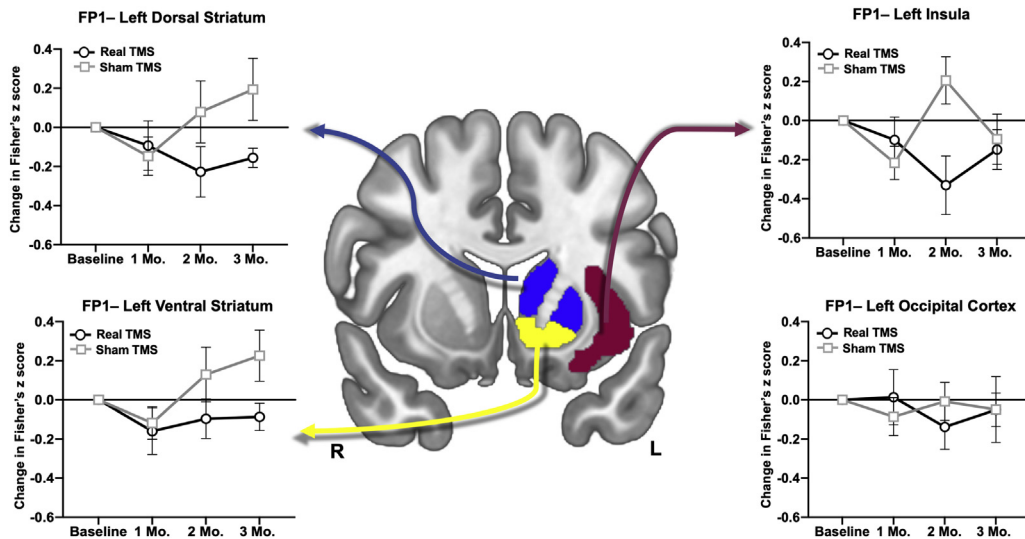 FP1– Left Dorsal Striatum
Real TMS
Sham TMS
Change in Fisher's z score
0.4
0.2
0.0
-0.2
-0.4
-0.6
Baseline 1 Mo. 2 Mo. 3 Mo.
FP1– Left Insula
Real TMS
Sham TMS
Change in Fisher's z score
0.4
0.2
0.0
-0.2
-0.4
-0.6
Baseline 1 Mo. 2 Mo. 3 Mo.
FP1– Left Ventral Striatum
Real TMS
Sham TMS
Change in Fisher's z score
0.4
0.2
0.0
-0.2
-0.4
-0.6
Baseline 1 Mo. 2 Mo. 3 Mo.
R
L
FP1– Left Occipital Cortex
Real TMS
Sham TMS
Change in Fisher's z score
0.4
0.2
0.0
-0.2
-0.4
-0.6
Baseline 1 Mo. 2 Mo. 3 Mo.